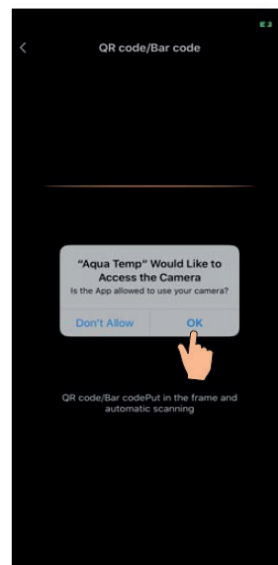 QR code/Bar code
"Aqua Temp" Would Like to
Access the Camera
Is the App allowed to use your camera?
Don't Allow
OK
QR code/Bar codePut in the frame and
automatic scanning